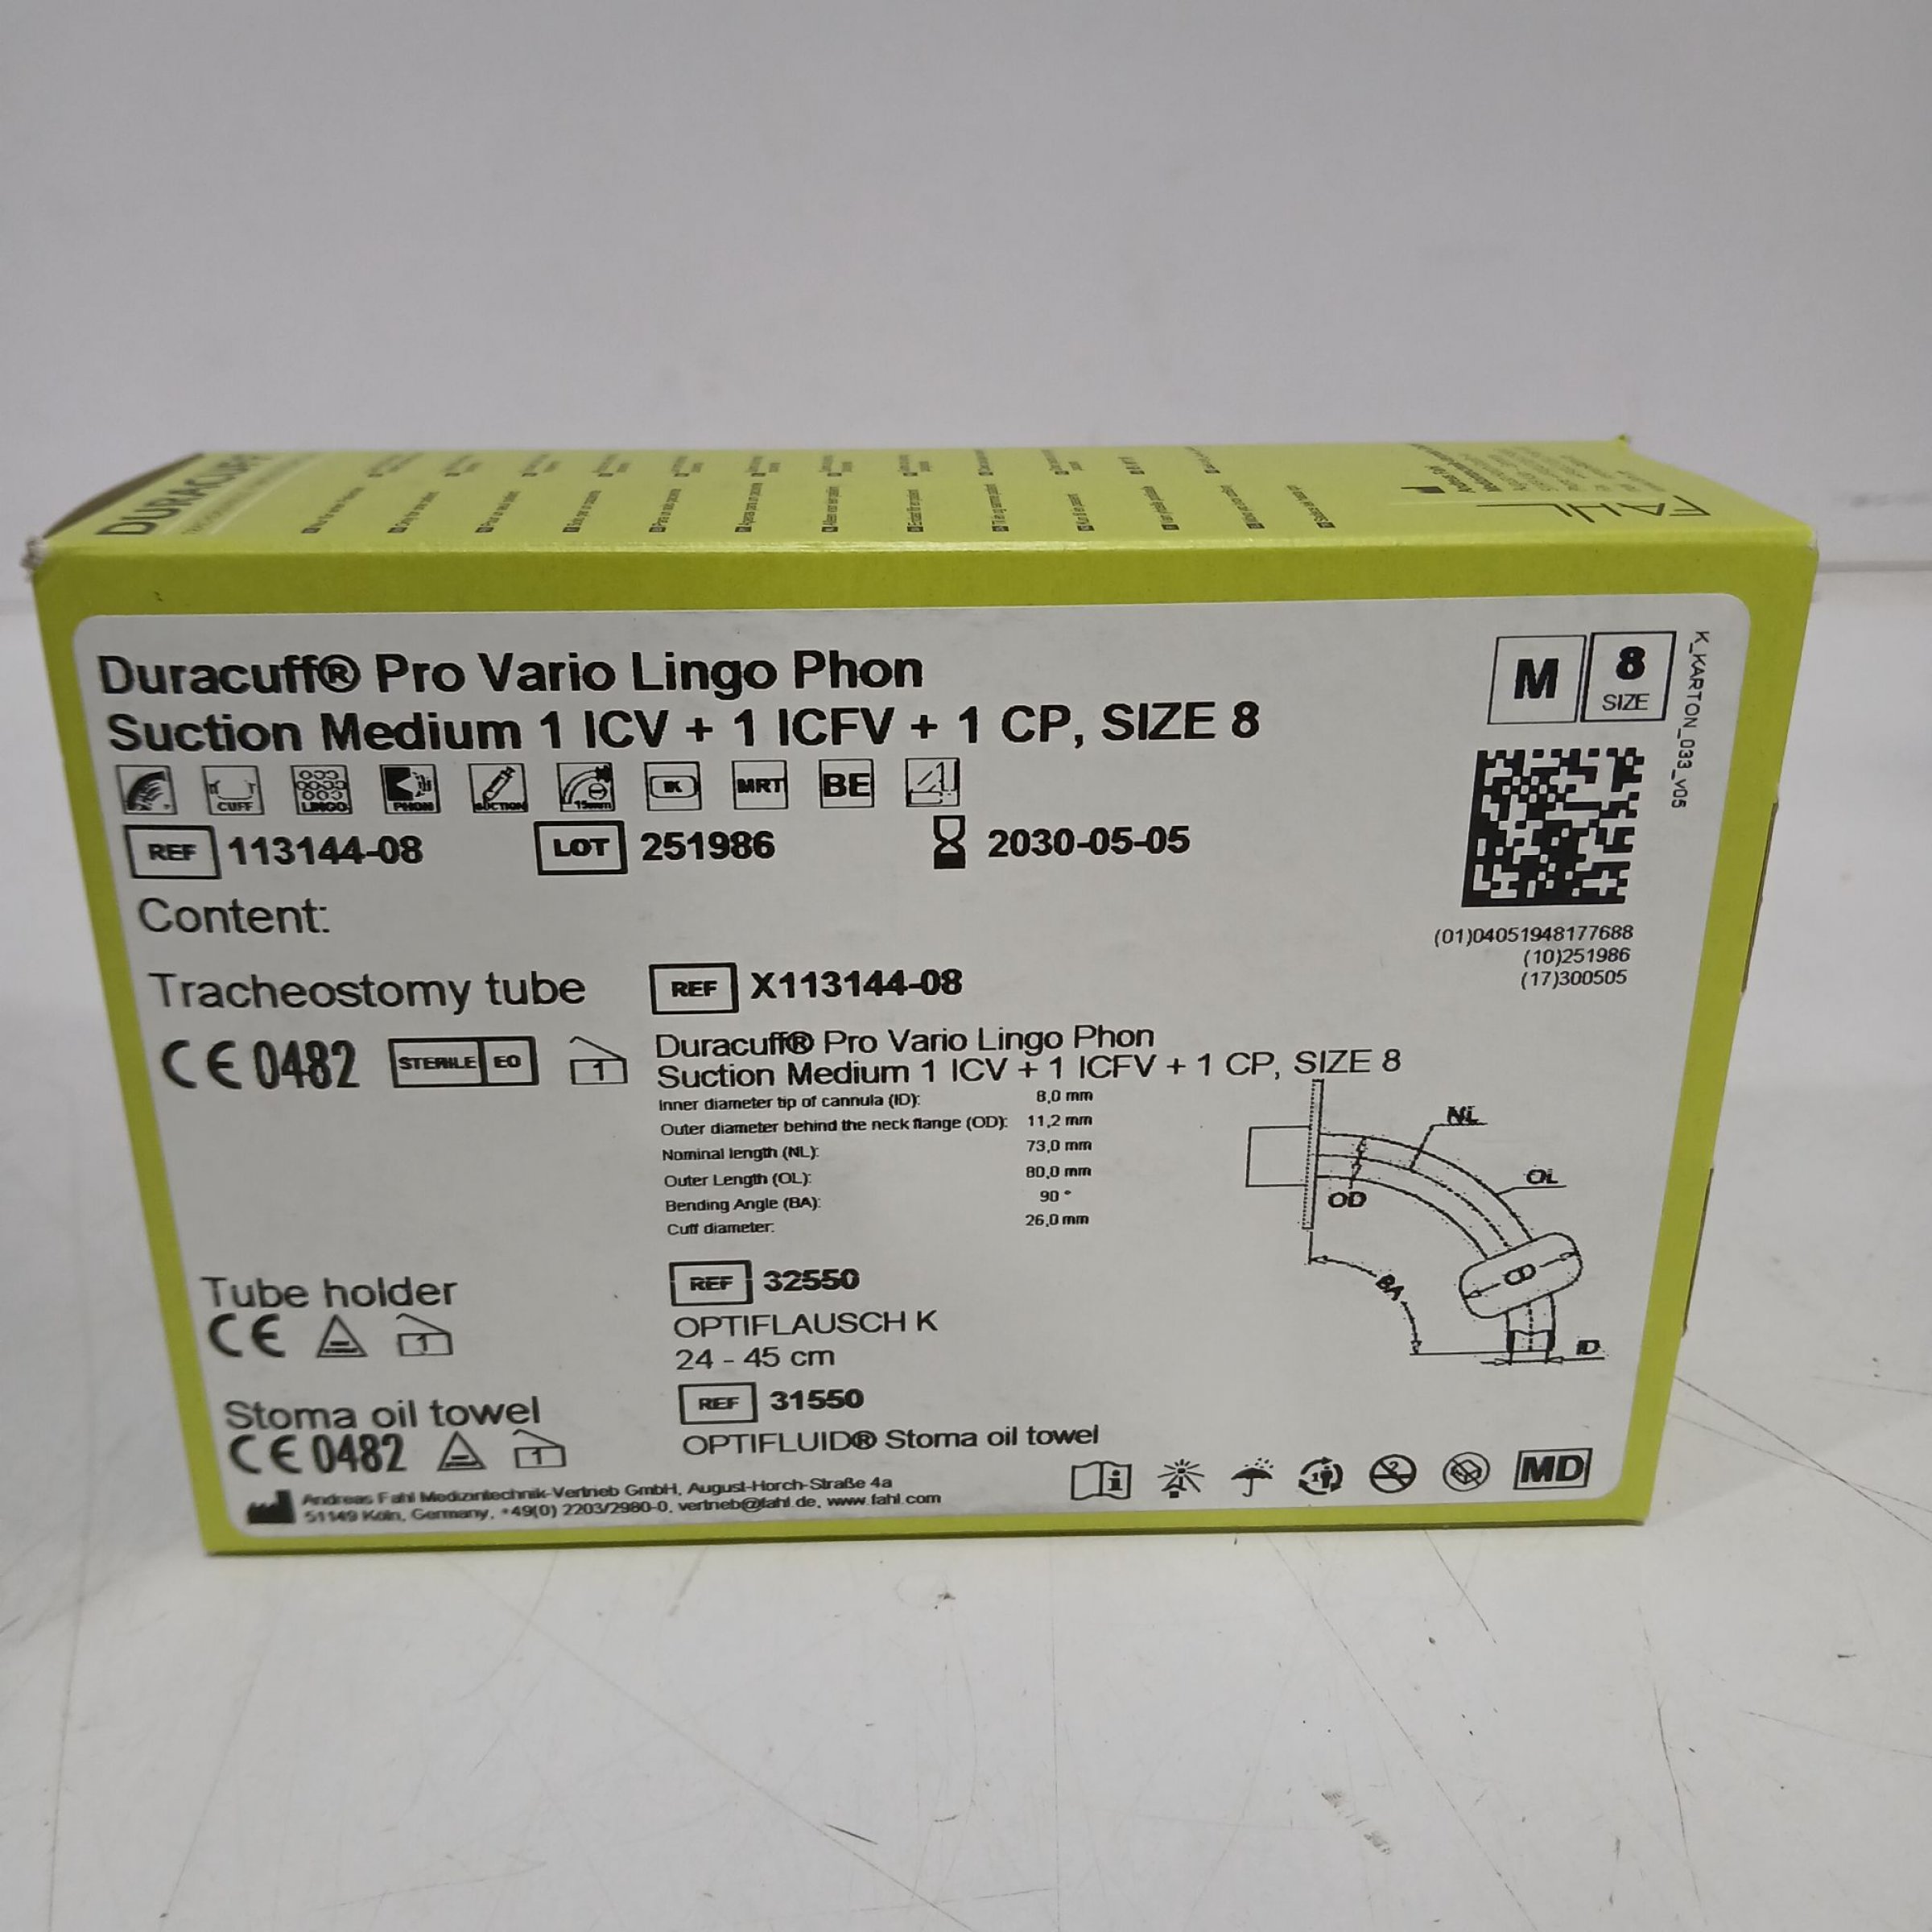 DURACUFF
FAHL
Duracuff® Pro Vario Lingo Phon
Suction Medium 1 ICV + 1 ICFV + 1 CP, SIZE 8
M
8
SIZE
K_KARTON_033_v05
CUFF LINGO PHON SUCTION 15mm IK MRT BE
REF 113144-08 LOT 251986 2030-05-05
(01)04051948177688
(10)251986
(17)300505
Content:
Tracheostomy tube REF X113144-08
CE 0482 STERILE EO 1
Duracuff® Pro Vario Lingo Phon
Suction Medium 1 ICV + 1 ICFV + 1 CP, SIZE 8
Inner diameter tip of cannula (ID): 8,0 mm
Outer diameter behind the neck flange (OD): 11,2 mm
Nominal length (NL): 73,0 mm
Outer Length (OL): 80,0 mm
Bending Angle (BA): 90 °
Cuff diameter: 26,0 mm
NL
OL
OD
CD
BA
ID
Tube holder REF 32550
CE 1
OPTIFLAUSCH K
24 - 45 cm
Stoma oil towel REF 31550
CE 0482 1
OPTIFLUID® Stoma oil towel
Andreas Fahl Medizintechnik-Vertrieb GmbH, August-Horch-Straße 4a
51149 Köln, Germany, +49(0) 2203/2980-0, vertrieb@fahl.de, www.fahl.com
MD